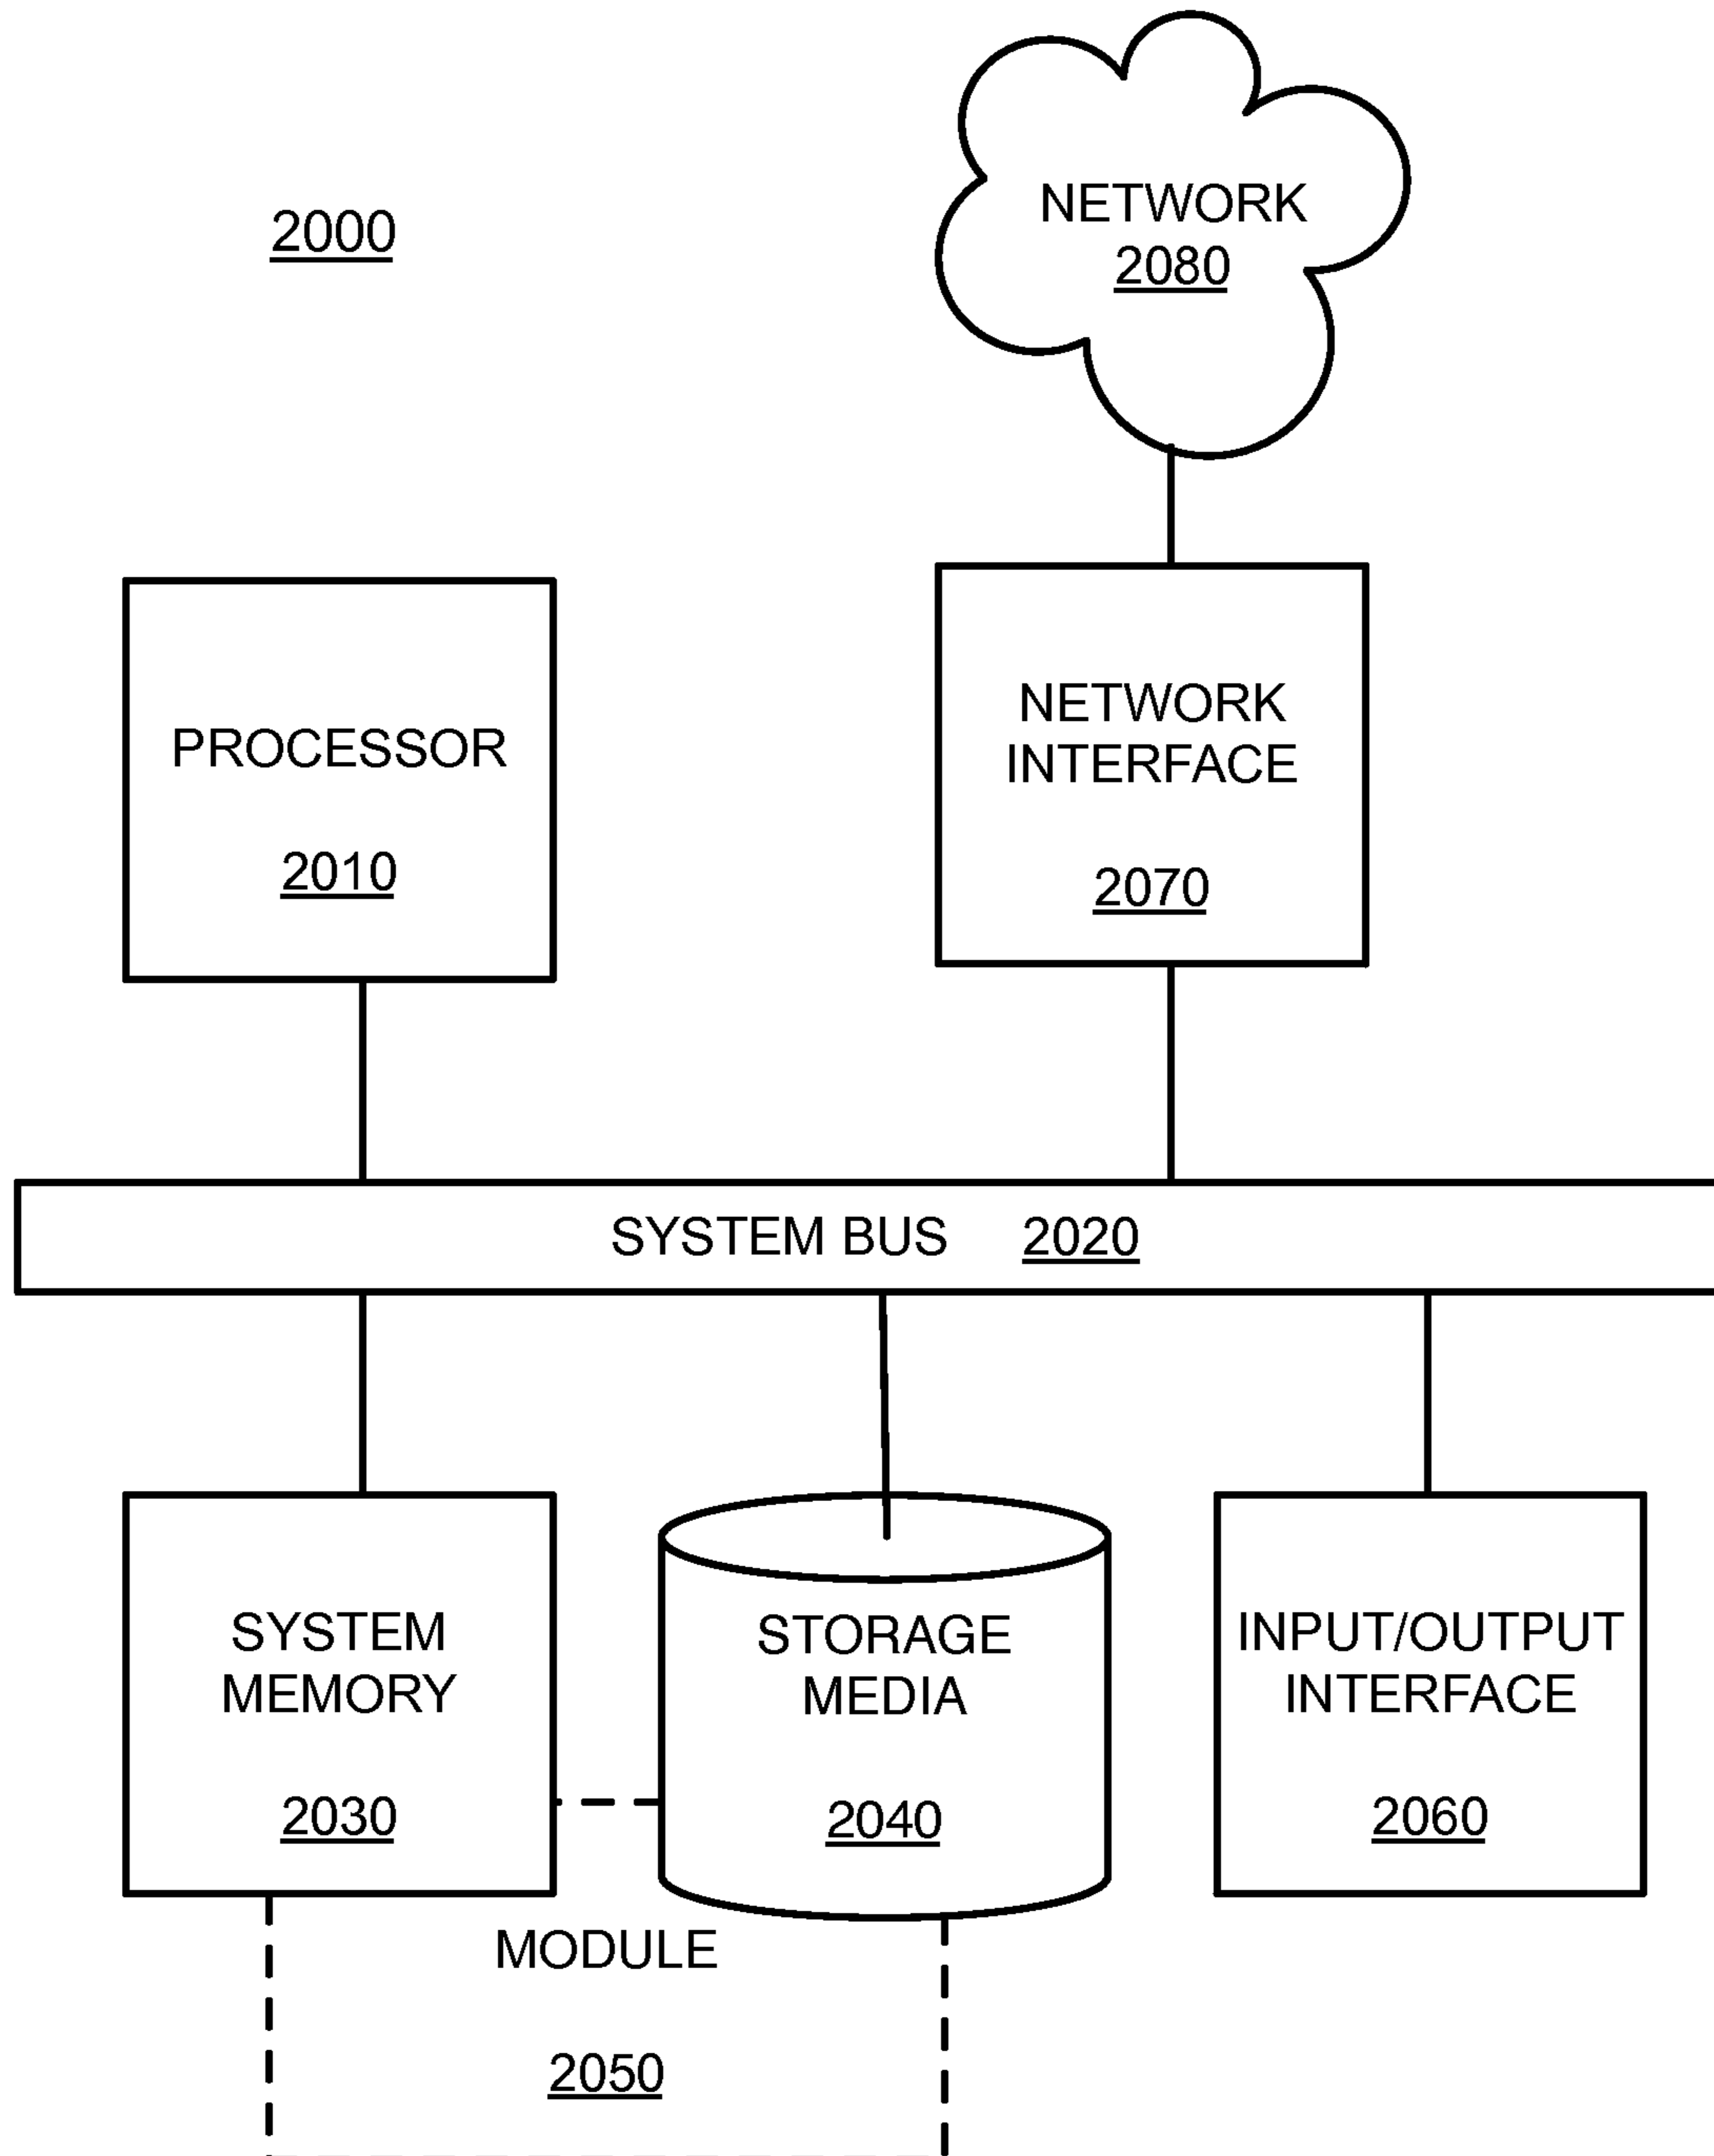 2000
NETWORK
2080
PROCESSOR
2010
NETWORK
INTERFACE
2070
SYSTEM BUS 2020
SYSTEM
MEMORY
2030
STORAGE
MEDIA
2040
INPUT/OUTPUT
INTERFACE
2060
MODULE
2050